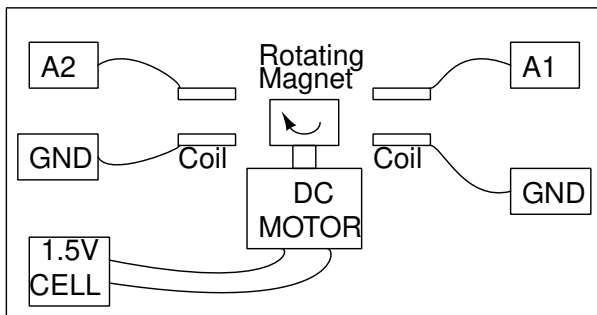 A2
Rotating
Magnet
A1
GND
Coil
Coil
GND
DC
MOTOR
1.5V
CELL